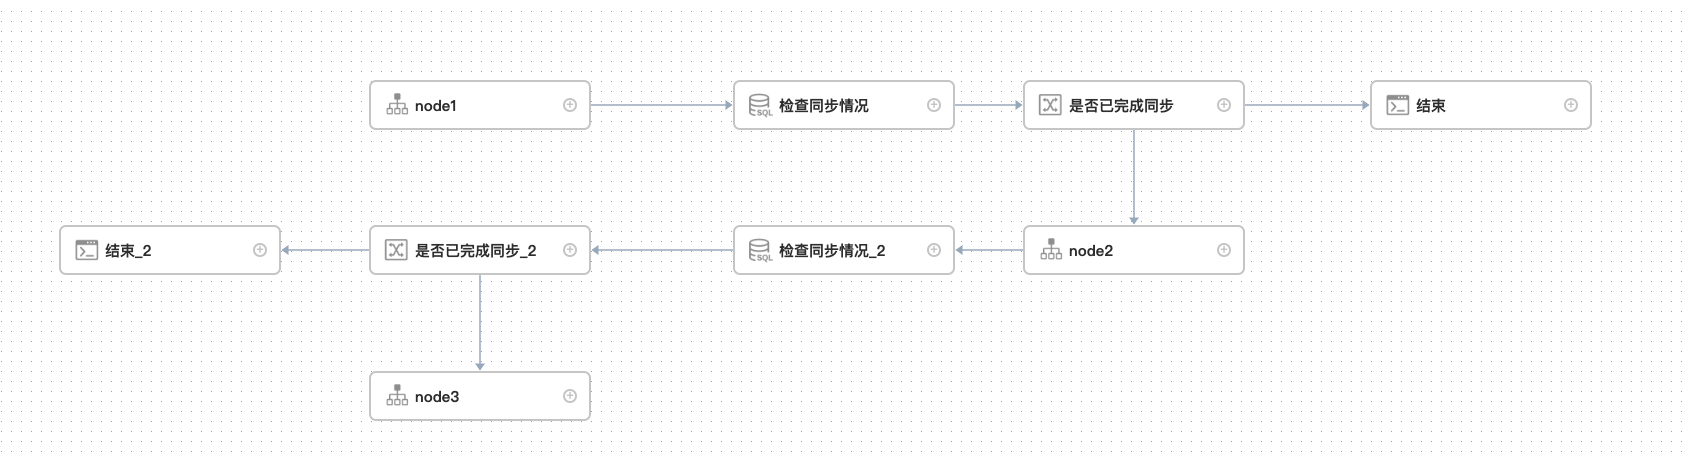 node1
检查同步情况
是否已完成同步
结束
结束_2
是否已完成同步_2
检查同步情况_2
node2
node3